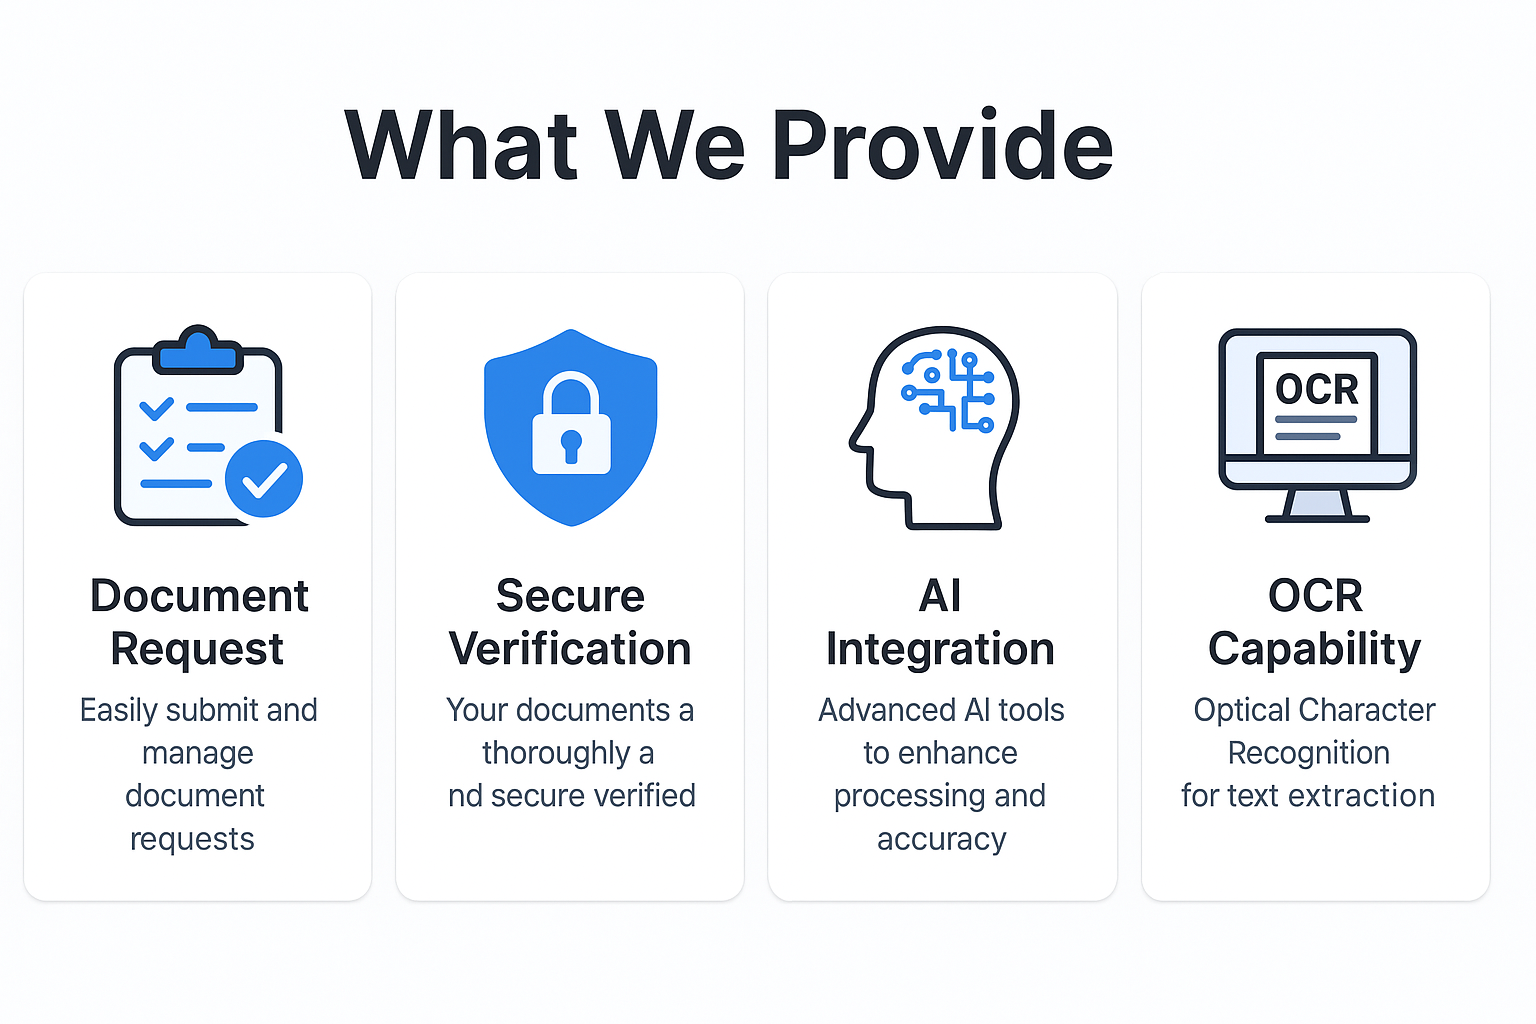 What We Provide
OCR
Document
Request
Easily submit and
manage
document
requests
Secure
Verification
Your documents a
thoroughly a
nd secure verified
AI
Integration
Advanced AI tools
to enhance
processing and
accuracy
OCR
Capability
Optical Character
Recognition
for text extraction